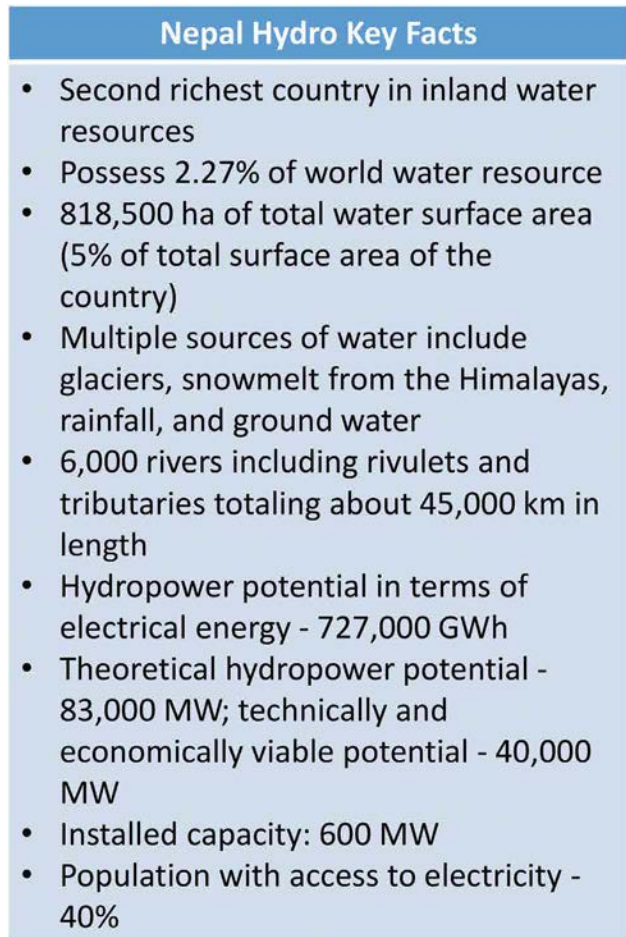 Nepal Hydro Key Facts
• Second richest country in inland water
resources
• Possess 2.27% of world water resource
• 818,500 ha of total water surface area
(5% of total surface area of the
country)
• Multiple sources of water include
glaciers, snowmelt from the Himalayas,
rainfall, and ground water
• 6,000 rivers including rivulets and
tributaries totaling about 45,000 km in
length
• Hydropower potential in terms of
electrical energy - 727,000 GWh
• Theoretical hydropower potential -
83,000 MW; technically and
economically viable potential - 40,000
MW
• Installed capacity: 600 MW
• Population with access to electricity -
40%